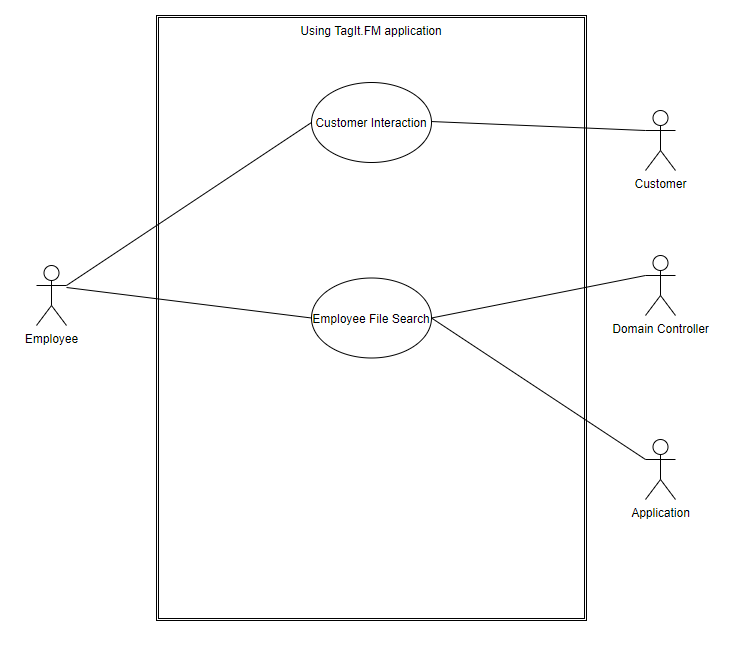 Using TagIt.FM application
Customer Interaction
Customer
Employee File Search
Employee
Domain Controller
Application